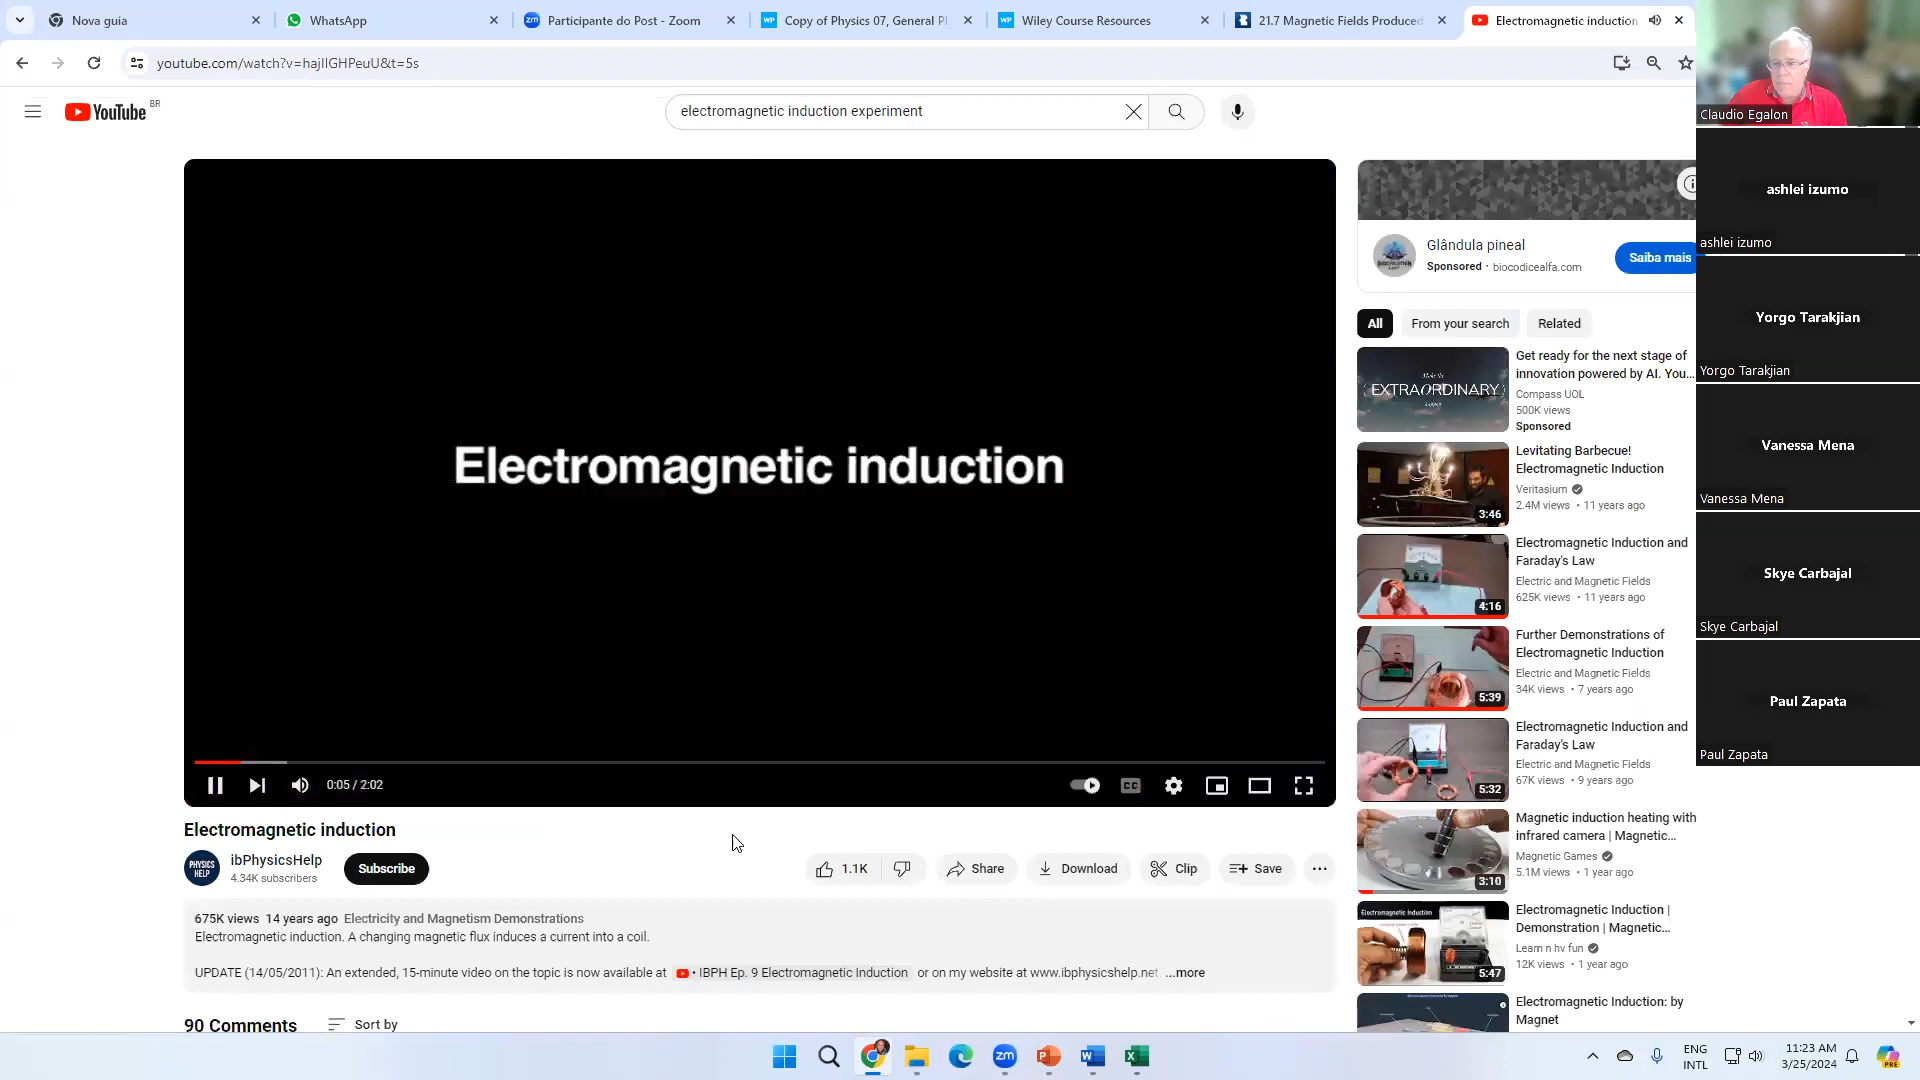 Nova guia
WhatsApp
Participante do Post - Zoom
Copy of Physics 07, General Pl
Wiley Course Resources
21.7 Magnetic Fields Produced
Electromagnetic induction
youtube.com/watch?v=hajIIGHPeuU&t=5s
YouTube BR
electromagnetic induction experiment
Electromagnetic induction
0:05 / 2:02
CC
Electromagnetic induction
PHYSICS HELP
ibPhysicsHelp
4.34K subscribers
Subscribe
1.1K
Share
Download
Clip
Save
675K views 14 years ago Electricity and Magnetism Demonstrations
Electromagnetic induction. A changing magnetic flux induces a current into a coil.
UPDATE (14/05/2011): An extended, 15-minute video on the topic is now available at • IBPH Ep. 9 Electromagnetic Induction or on my website at www.ibphysicshelp.net ...more
90 Comments
Sort by
Glândula pineal
Sponsored · biocodicealfa.com
Saiba mais
All
From your search
Related
Make the
EXTRAORDINARY
happen
Get ready for the next stage of
innovation powered by AI. You...
Compass UOL
500K views
Sponsored
3:46
Levitating Barbecue!
Electromagnetic Induction
Veritasium
2.4M views • 11 years ago
4:16
Electromagnetic Induction and
Faraday's Law
Electric and Magnetic Fields
625K views • 11 years ago
5:39
Further Demonstrations of
Electromagnetic Induction
Electric and Magnetic Fields
34K views • 7 years ago
5:32
Electromagnetic Induction and
Faraday's Law
Electric and Magnetic Fields
67K views • 9 years ago
3:10
Magnetic induction heating with
infrared camera | Magnetic...
Magnetic Games
5.1M views • 1 year ago
Electromagnetic Induction
5:47
Electromagnetic Induction |
Demonstration | Magnetic...
Learn n hv fun
12K views • 1 year ago
Electromagnetic Induction: by
Magnet
Claudio Egalon
ashlei izumo
ashlei izumo
Yorgo Tarakjian
Yorgo Tarakjian
Vanessa Mena
Vanessa Mena
Skye Carbajal
Skye Carbajal
Paul Zapata
Paul Zapata
ENG
INTL
11:23 AM
3/25/2024
PRE